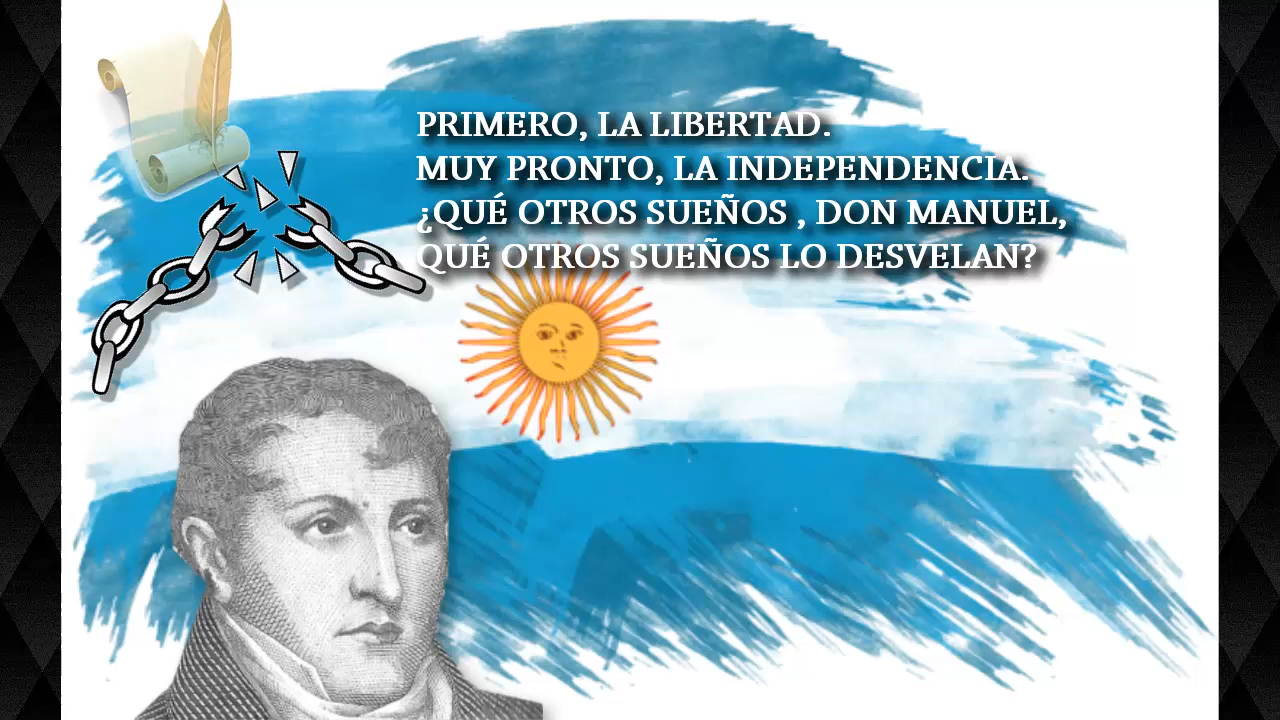 PRIMERO, LA LIBERTAD.
MUY PRONTO, LA INDEPENDENCIA.
¿QUÉ OTROS SUEÑOS , DON MANUEL,
QUÉ OTROS SUEÑOS LO DESVELAN?